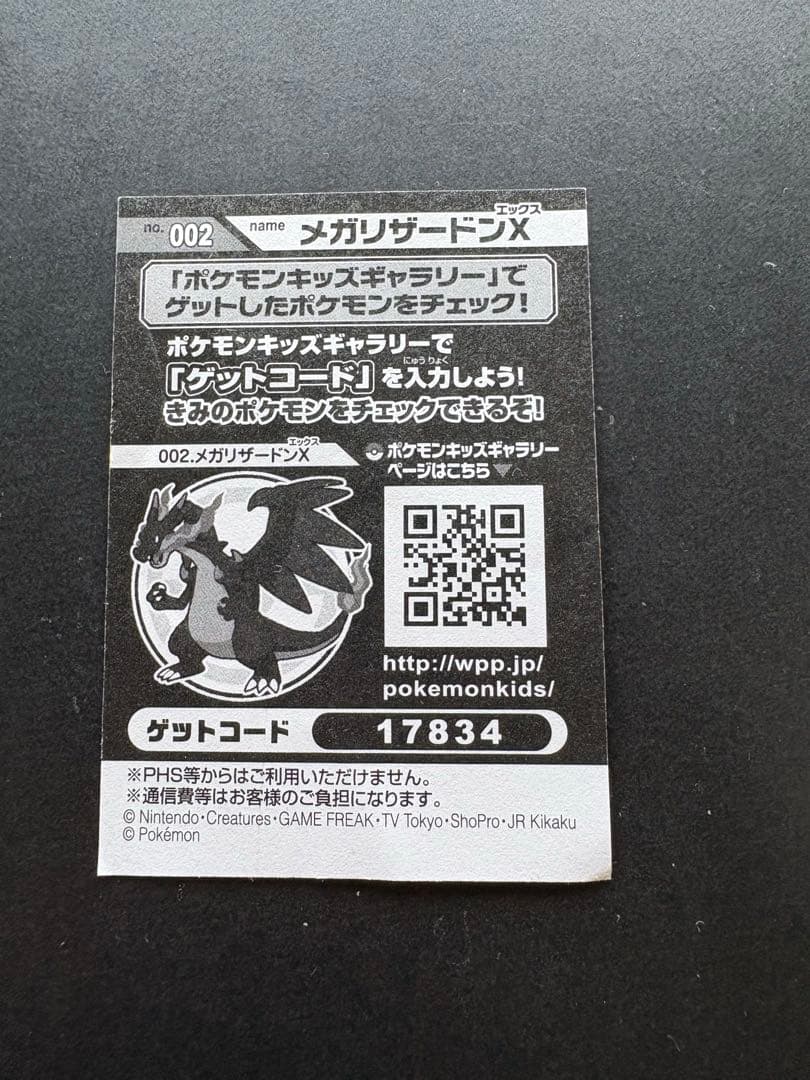 no. 002 name メガリザードンX
エックス
「ポケモンキッズギャラリー」で
ゲットしたポケモンをチェック!
ポケモンキッズギャラリーで
「ゲットコード」を入力しよう!
にゅうりょく
きみのポケモンをチェックできるぞ!
002.メガリザードンX
エックス
ポケモンキッズギャラリー
ページはこちら▼
http://wpp.jp/
pokemonkids/
ゲットコード 17834
※PHS等からはご利用いただけません。
※通信費等はお客様のご負担になります。
© Nintendo・Creatures・GAME FREAK・TV Tokyo・ShoPro・JR Kikaku
© Pokémon